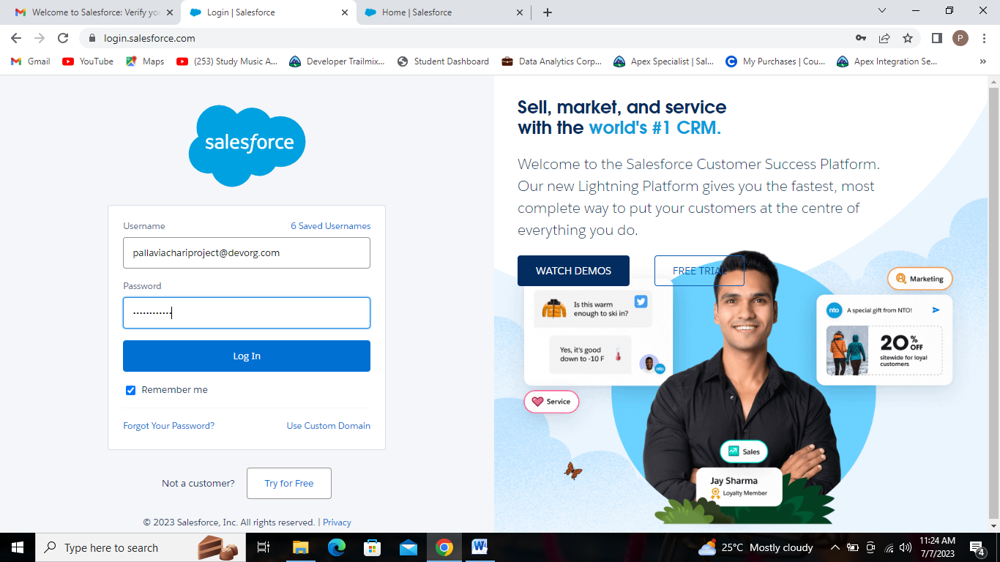 Welcome to Salesforce: Verify you
Login | Salesforce
Home | Salesforce
login.salesforce.com
P
Gmail
YouTube
Maps
(253) Study Music A...
Developer Trailmix...
Student Dashboard
Data Analytics Corp...
Apex Specialist | Sal...
My Purchases | Cou...
Apex Integration Se...
salesforce
Username
6 Saved Usernames
pallaviachariproject@devorg.com
Password
Log In
Remember me
Forgot Your Password?
Use Custom Domain
Not a customer?
Try for Free
© 2023 Salesforce, Inc. All rights reserved. | Privacy
Sell, market, and service
with the world's #1 CRM.
Welcome to the Salesforce Customer Success Platform.
Our new Lightning Platform gives you the fastest, most
complete way to put your customers at the centre of
everything you do.
WATCH DEMOS
FREE TRIAL
Marketing
Is this warm
enough to ski in?
Yes, it's good
down to -10 F
nto
Service
nto
A special gift from NTO!
20% OFF
sitewide for loyal
customers
Sales
Jay Sharma
Loyalty Member
Type here to search
25°C Mostly cloudy
11:24 AM
7/7/2023
4